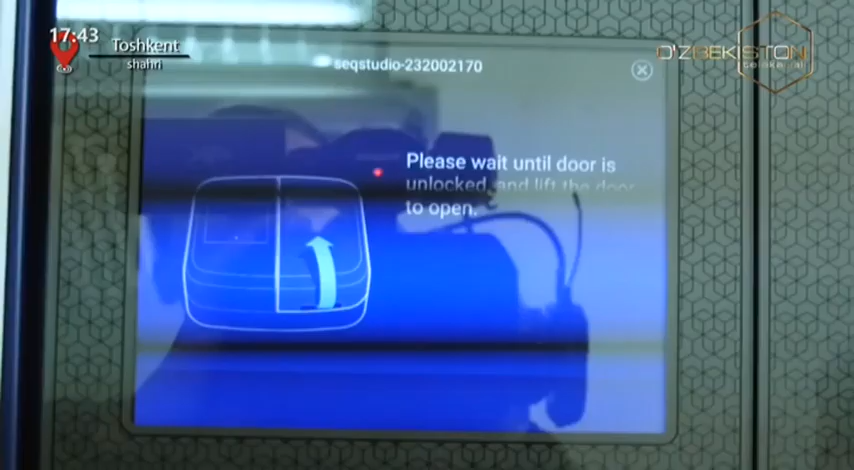 17:43
Toshkent
shahri
O'ZBEKISTON
seqstudio-232002170
Please wait until door is
unlocked, and lift the door
to open.